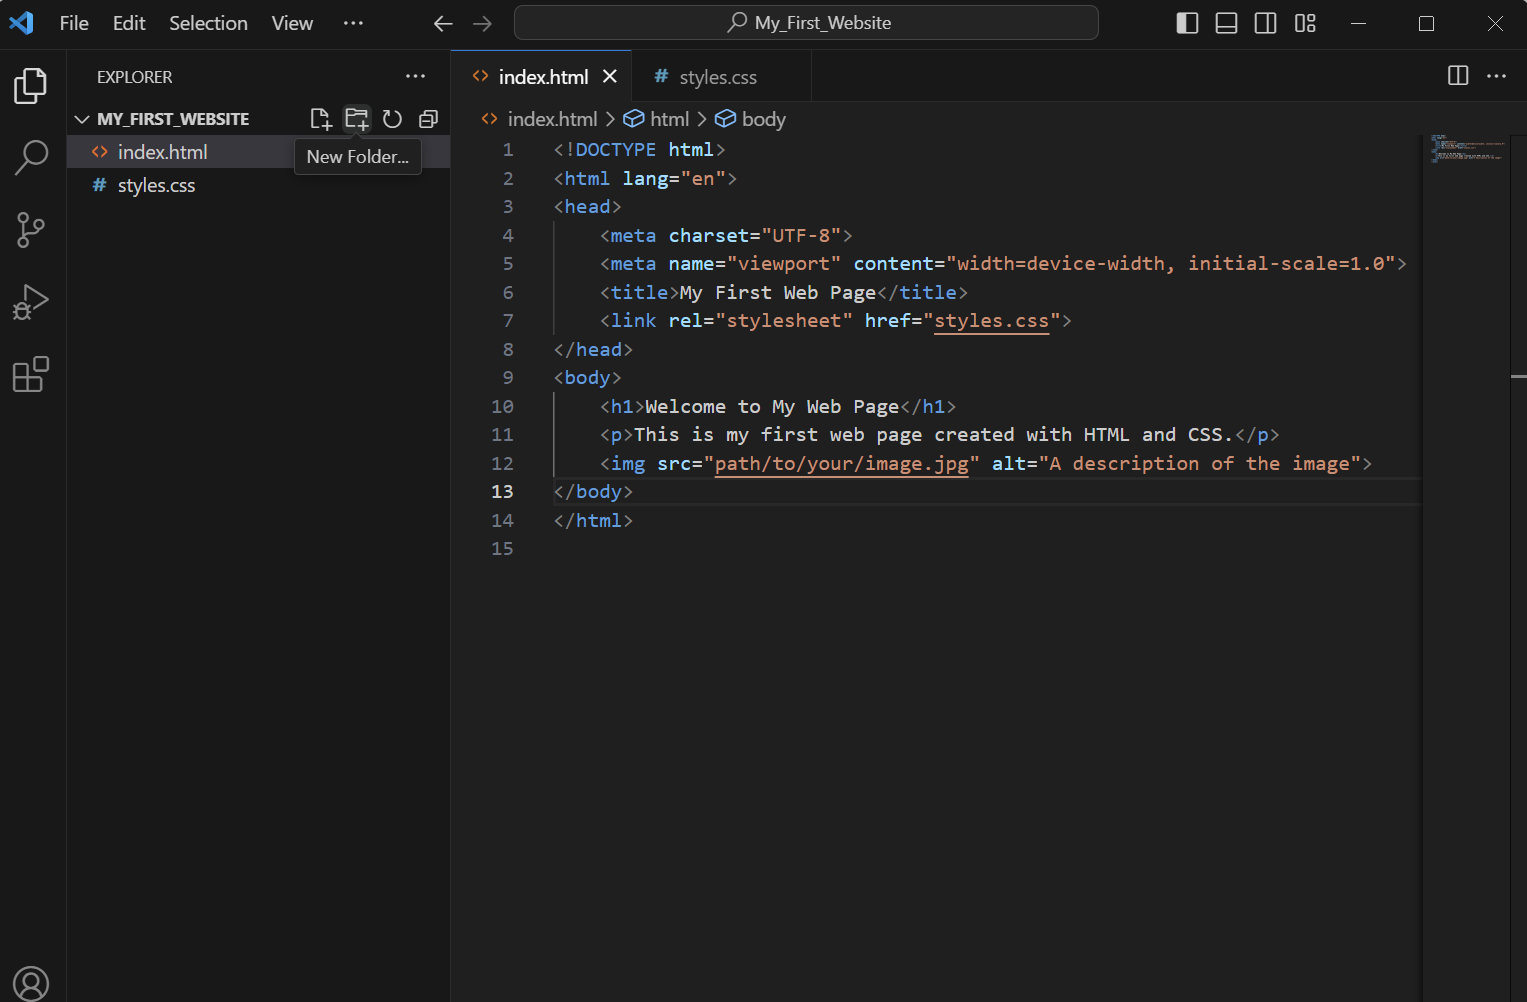 File Edit Selection View ··· My_First_Website
EXPLORER
MY_FIRST_WEBSITE
index.html
styles.css
New Folder...
index.html styles.css
index.html > html > body
1 <!DOCTYPE html>
2 <html lang="en">
3 <head>
4 <meta charset="UTF-8">
5 <meta name="viewport" content="width=device-width, initial-scale=1.0">
6 <title>My First Web Page</title>
7 <link rel="stylesheet" href="styles.css">
8 </head>
9 <body>
10 <h1>Welcome to My Web Page</h1>
11 <p>This is my first web page created with HTML and CSS.</p>
12 <img src="path/to/your/image.jpg" alt="A description of the image">
13 </body>
14 </html>
15